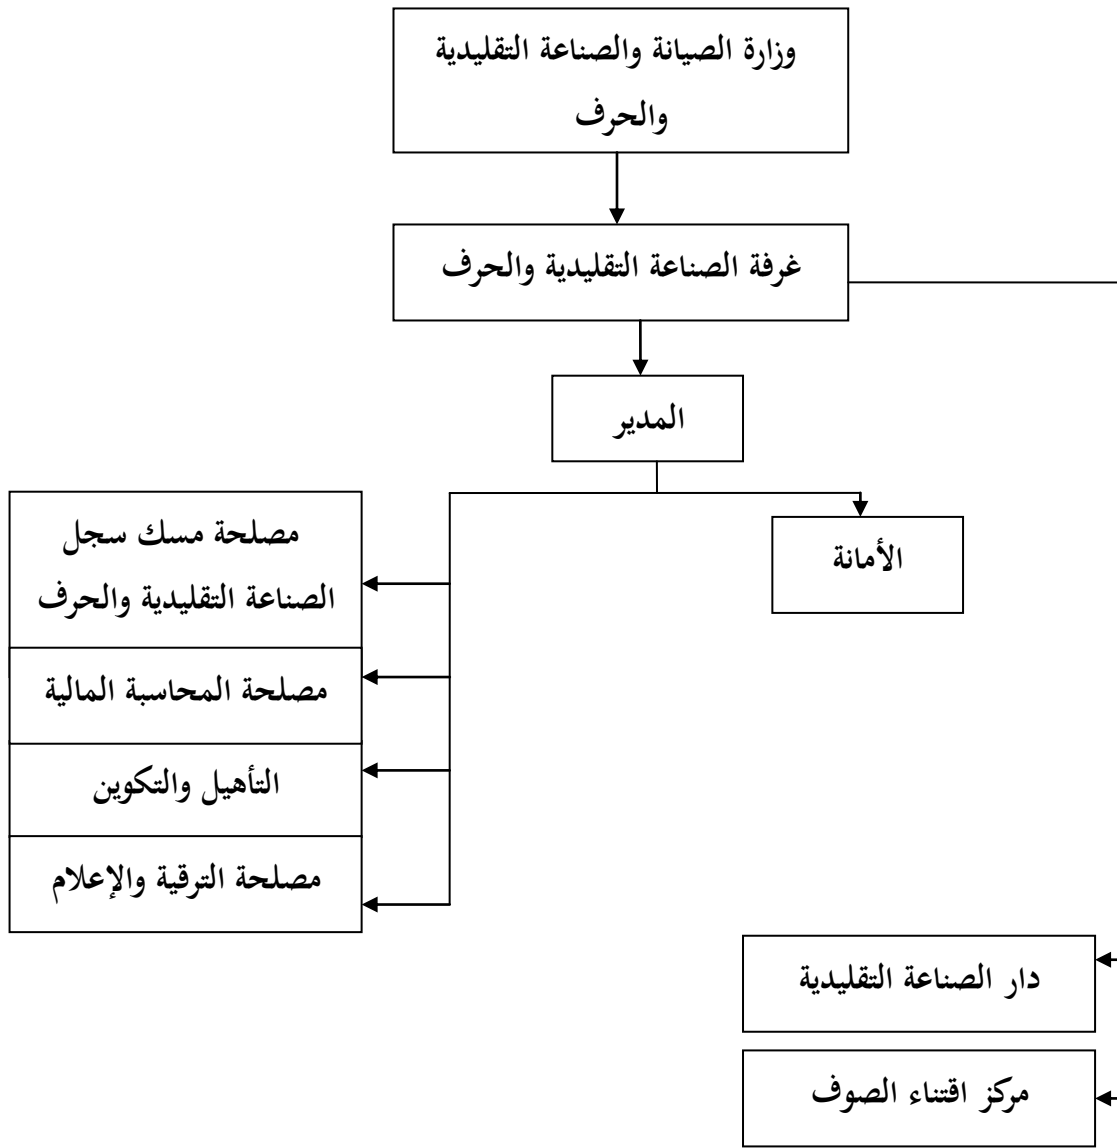 وزارة الصيانة والصناعة التقليدية
والحرف
غرفة الصناعة التقليدية والحرف
المدير
الأمانة
مصلحة مسك سجل
الصناعة التقليدية والحرف
مصلحة المحاسبة المالية
التأهيل والتكوين
مصلحة الترقية والإعلام
دار الصناعة التقليدية
مركز اقتناء الصوف